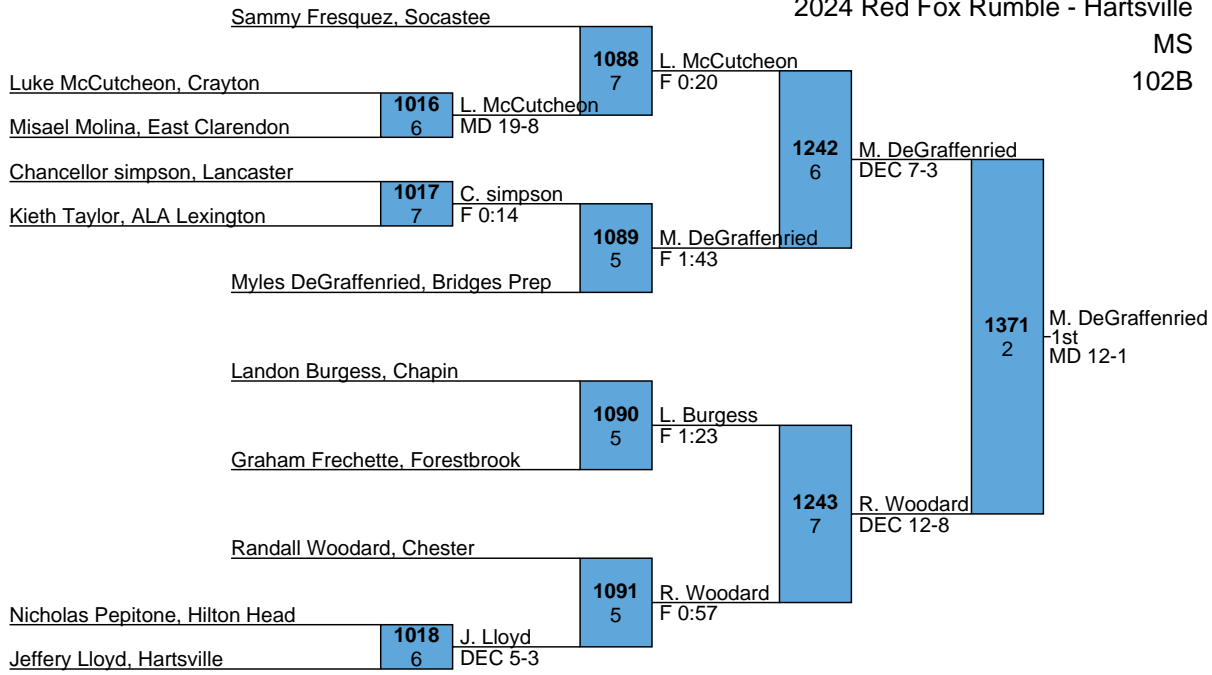 2024 Red Fox Rumble - Hartsville
MS
102B
Sammy Fresquez, Socastee
1088
7
L. McCutcheon
F 0:20
Luke McCutcheon, Crayton
1016
6
L. McCutcheon
MD 19-8
Misael Molina, East Clarendon
1242
6
M. DeGraffenried
DEC 7-3
Chancellor simpson, Lancaster
1017
7
C. simpson
F 0:14
Kieth Taylor, ALA Lexington
1089
5
M. DeGraffenried
F 1:43
Myles DeGraffenried, Bridges Prep
1371
2
M. DeGraffenried
1st
MD 12-1
Landon Burgess, Chapin
1090
5
L. Burgess
F 1:23
Graham Frechette, Forestbrook
1243
7
R. Woodard
DEC 12-8
Randall Woodard, Chester
1091
5
R. Woodard
F 0:57
Nicholas Pepitone, Hilton Head
1018
6
J. Lloyd
DEC 5-3
Jeffery Lloyd, Hartsville